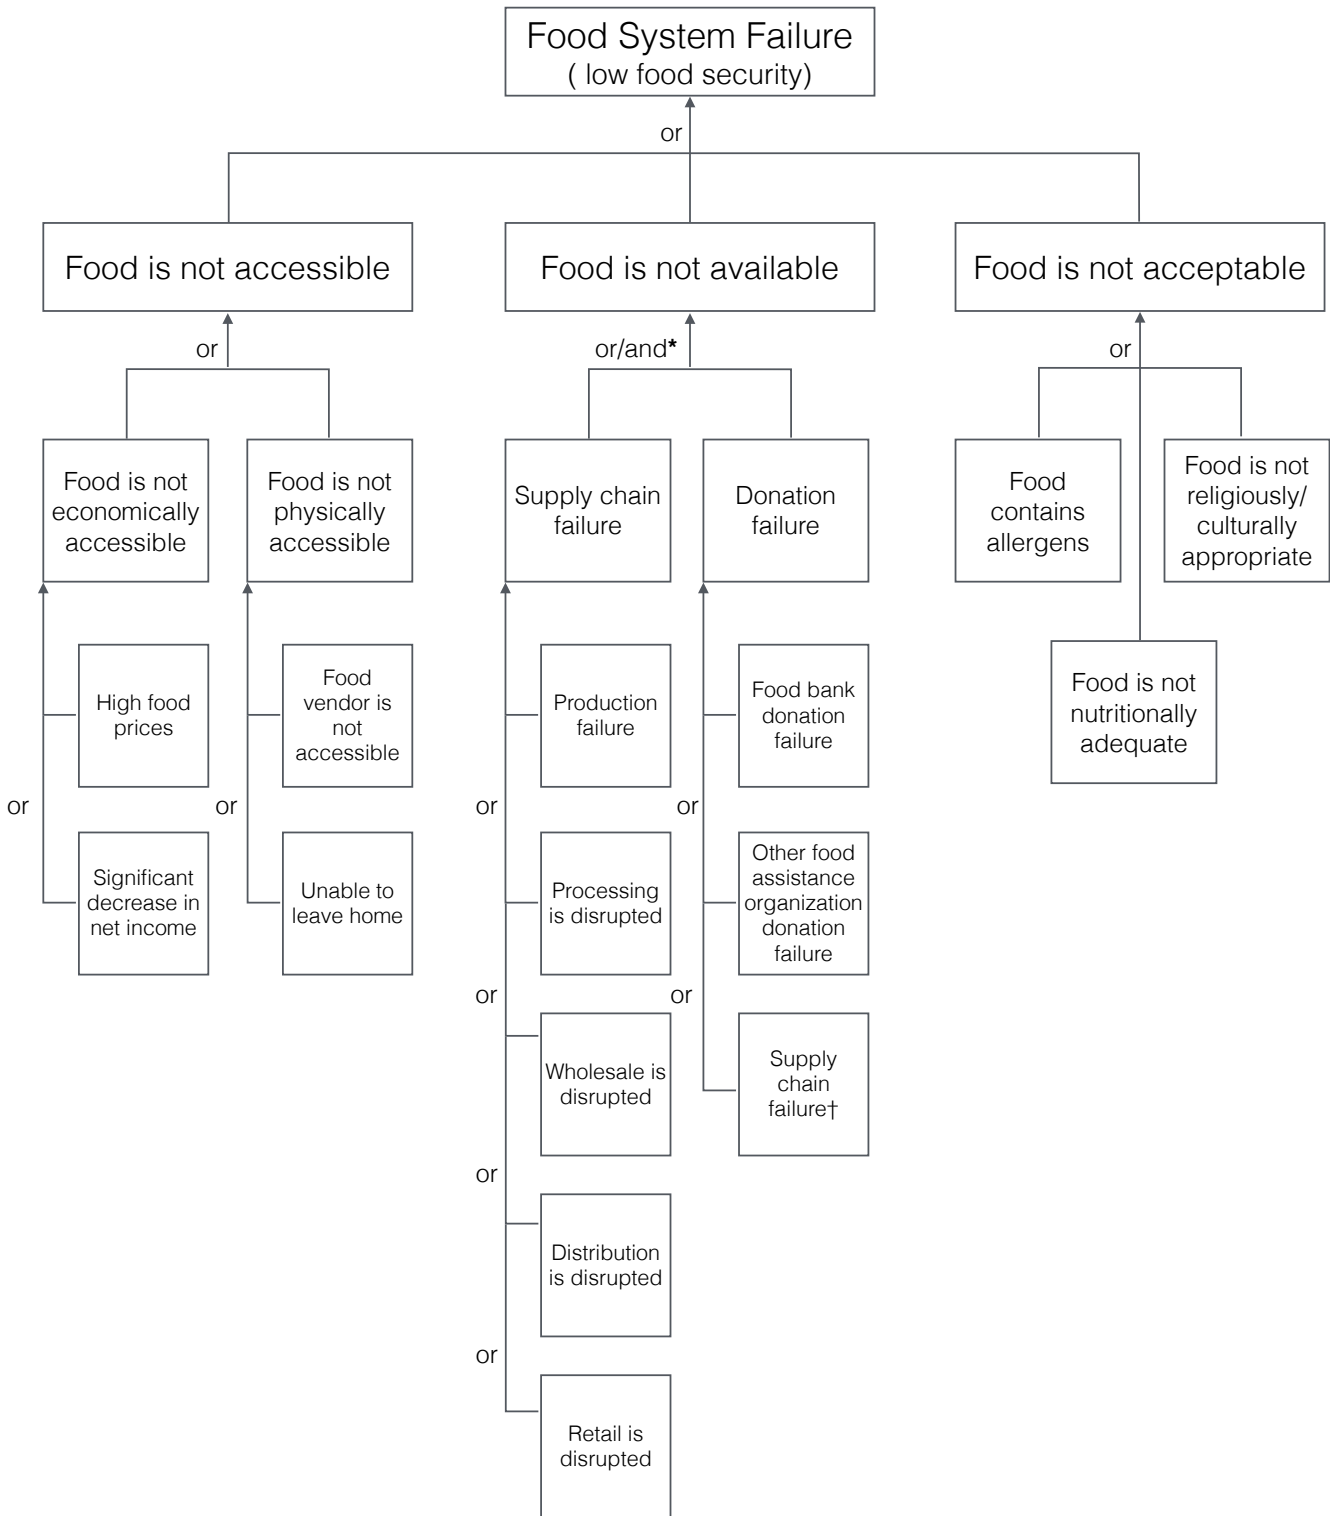 Food System Failure
( low food security)
or
Food is not accessible
Food is not available
Food is not acceptable
or
or/and*
or
Food is not
economically
accessible
Food is not
physically
accessible
Supply chain
failure
Donation
failure
Food
contains
allergens
Food is not
religiously/
culturally
appropriate
Food is not
nutritionally
adequate
High food
prices
Food
vendor is
not
accessible
Production
failure
Food bank
donation
failure
or
or
or
or
Significant
decrease in
net income
Unable to
leave home
Processing
is disrupted
Other food
assistance
organization
donation
failure
or
or
Wholesale is
disrupted
Supply
chain
failure†
or
Distribution
is disrupted
or
Retail is
disrupted